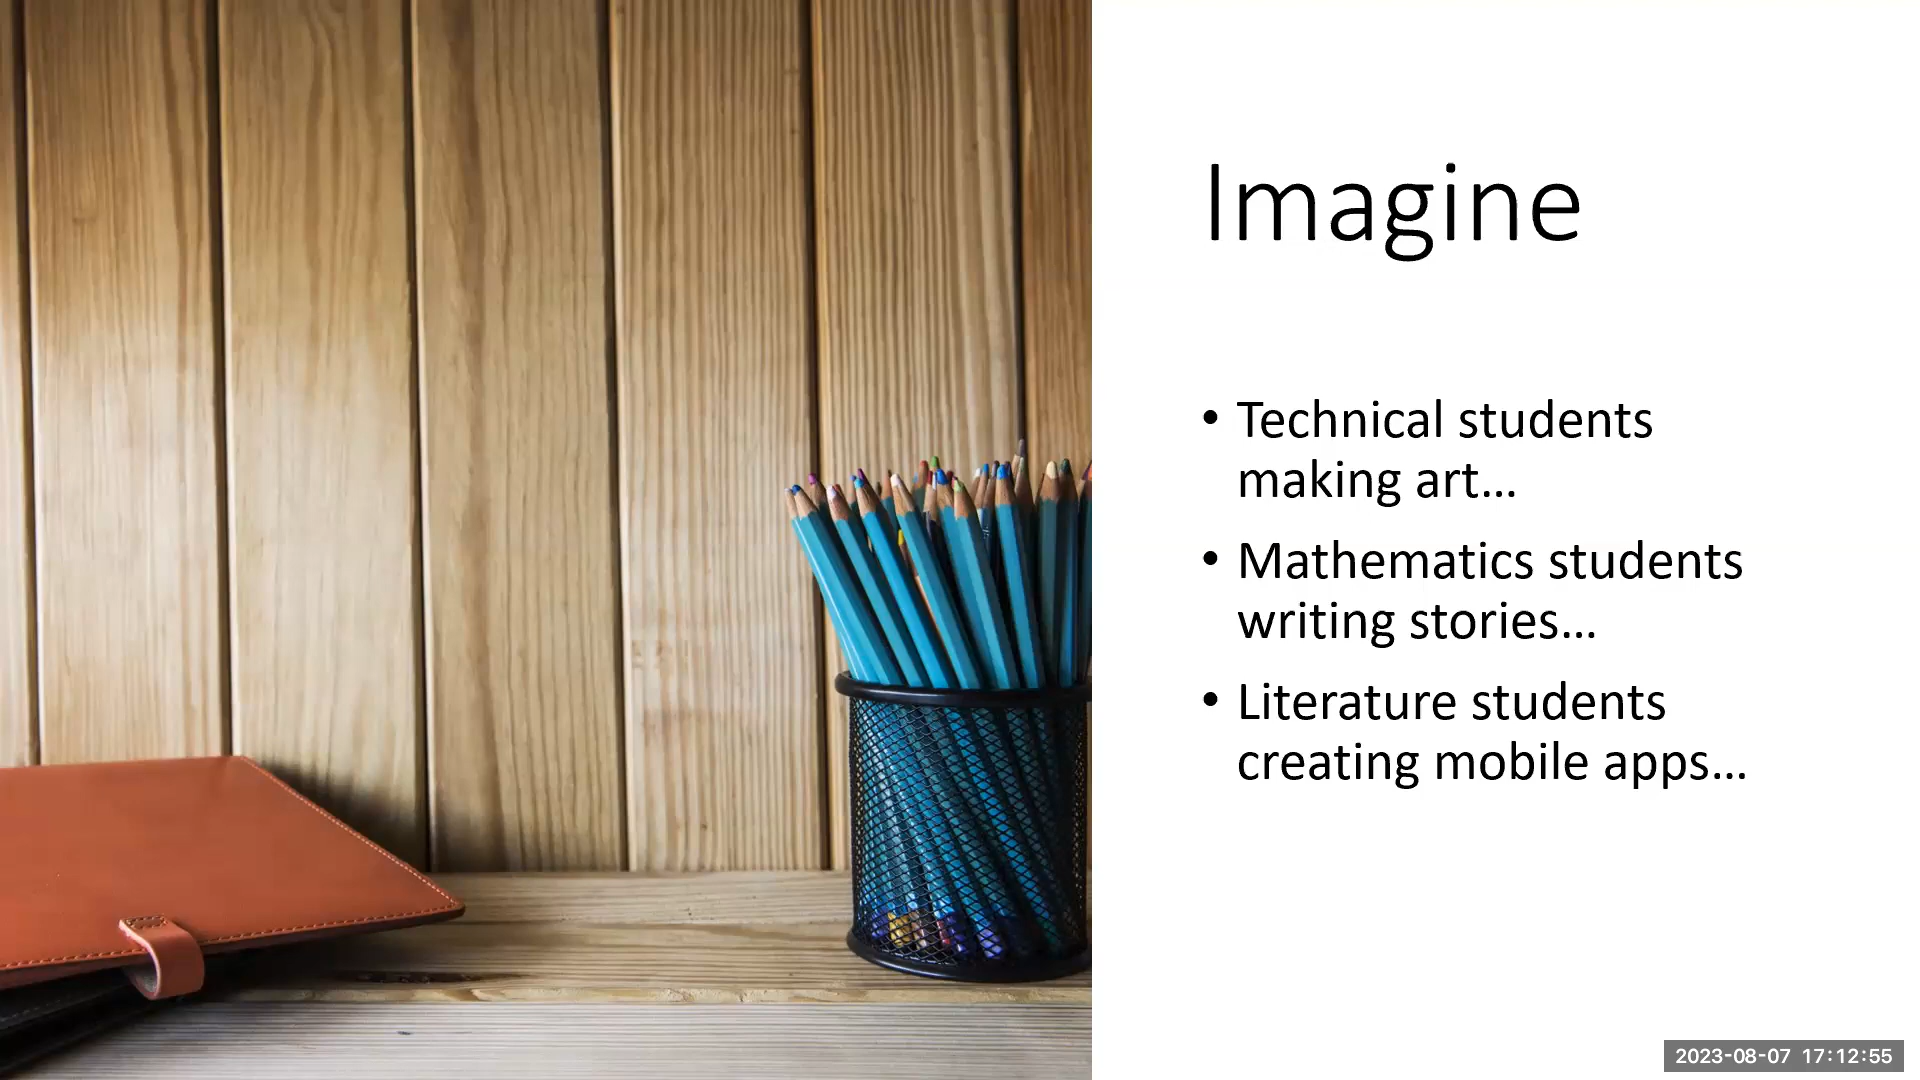 Imagine
• Technical students
making art…
• Mathematics students
writing stories…
• Literature students
creating mobile apps…
2023-08-07 17:12:55